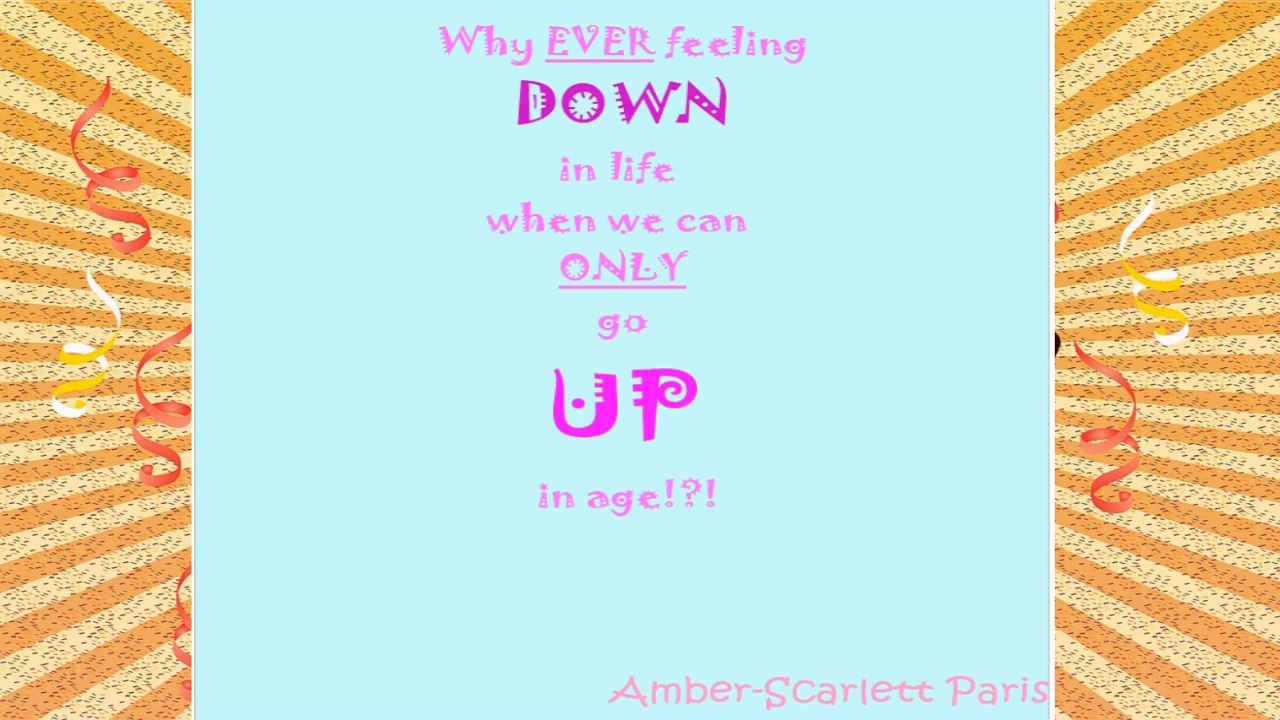 Why EVER feeling
DOWN
in life
when we can
ONLY
go
UP
in age!?!
Amber-Scarlett Paris